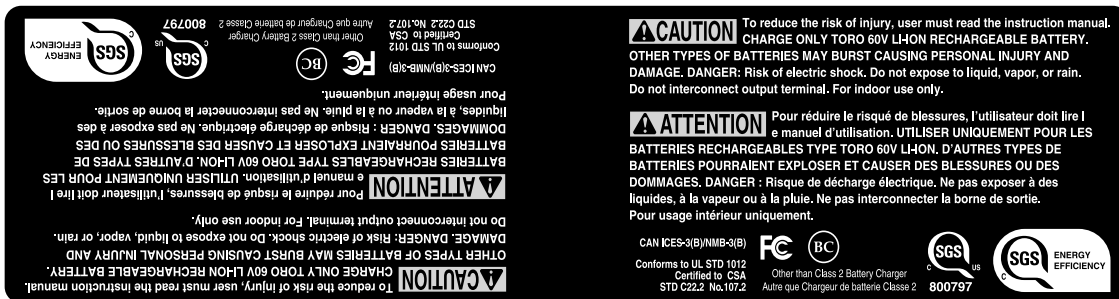 CAUTION To reduce the risk of injury, user must read the instruction manual.
CHARGE ONLY TORO 60V LI-ION RECHARGEABLE BATTERY.
OTHER TYPES OF BATTERIES MAY BURST CAUSING PERSONAL INJURY AND
DAMAGE. DANGER: Risk of electric shock. Do not expose to liquid, vapor, or rain.
Do not interconnect output terminal. For indoor use only.
ATTENTION Pour réduire le risqué de blessures, l'utilisateur doit lire l
e manuel d'utilisation. UTILISER UNIQUEMENT POUR LES
BATTERIES RECHARGEABLES TYPE TORO 60V LI-ION. D'AUTRES TYPES DE
BATTERIES POURRAIENT EXPLOSER ET CAUSER DES BLESSURES OU DES
DOMMAGES. DANGER : Risque de décharge électrique. Ne pas exposer à des
liquides, à la vapeur ou à la pluie. Ne pas interconnecter la borne de sortie.
Pour usage intérieur uniquement.
CAN ICES-3(B)/NMB-3(B)
Conforms to UL STD 1012
Certified to CSA
STD C22.2 No.107.2
FC
BC
Other than Class 2 Battery Charger
Autre que Chargeur de batterie Classe 2
SGS
C US
800797
SGS
C
ENERGY
EFFICIENCY
CAUTION To reduce the risk of injury, user must read the instruction manual.
CHARGE ONLY TORO 60V LI-ION RECHARGEABLE BATTERY.
OTHER TYPES OF BATTERIES MAY BURST CAUSING PERSONAL INJURY AND
DAMAGE. DANGER: Risk of electric shock. Do not expose to liquid, vapor, or rain.
Do not interconnect output terminal. For indoor use only.
ATTENTION Pour réduire le risqué de blessures, l'utilisateur doit lire l
e manuel d'utilisation. UTILISER UNIQUEMENT POUR LES
BATTERIES RECHARGEABLES TYPE TORO 60V LI-ION. D'AUTRES TYPES DE
BATTERIES POURRAIENT EXPLOSER ET CAUSER DES BLESSURES OU DES
DOMMAGES. DANGER : Risque de décharge électrique. Ne pas exposer à des
liquides, à la vapeur ou à la pluie. Ne pas interconnecter la borne de sortie.
Pour usage intérieur uniquement.
CAN ICES-3(B)/NMB-3(B)
Conforms to UL STD 1012
Certified to CSA
STD C22.2 No.107.2
FC
BC
Other than Class 2 Battery Charger
Autre que Chargeur de batterie Classe 2
SGS
C US
800797
SGS
C
ENERGY
EFFICIENCY